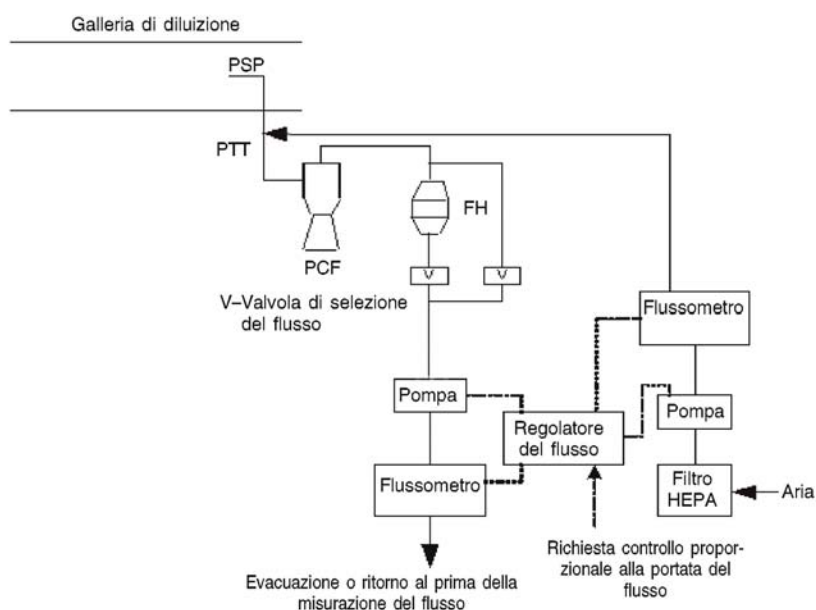 Galleria di diluizione
PSP
PTT
FH
PCF
V
V
V–Valvola di selezione
del flusso
Flussometro
Pompa
Pompa
Regolatore
del flusso
Filtro
HEPA
Aria
Flussometro
Richiesta controllo propor-
zionale alla portata del
flusso
Evacuazione o ritorno al prima della
misurazione del flusso